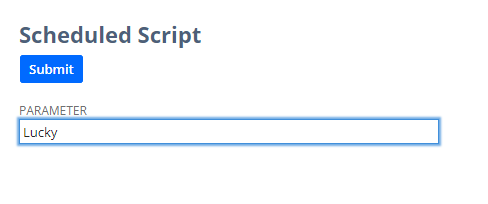 Scheduled Script
Submit
PARAMETER
Lucky